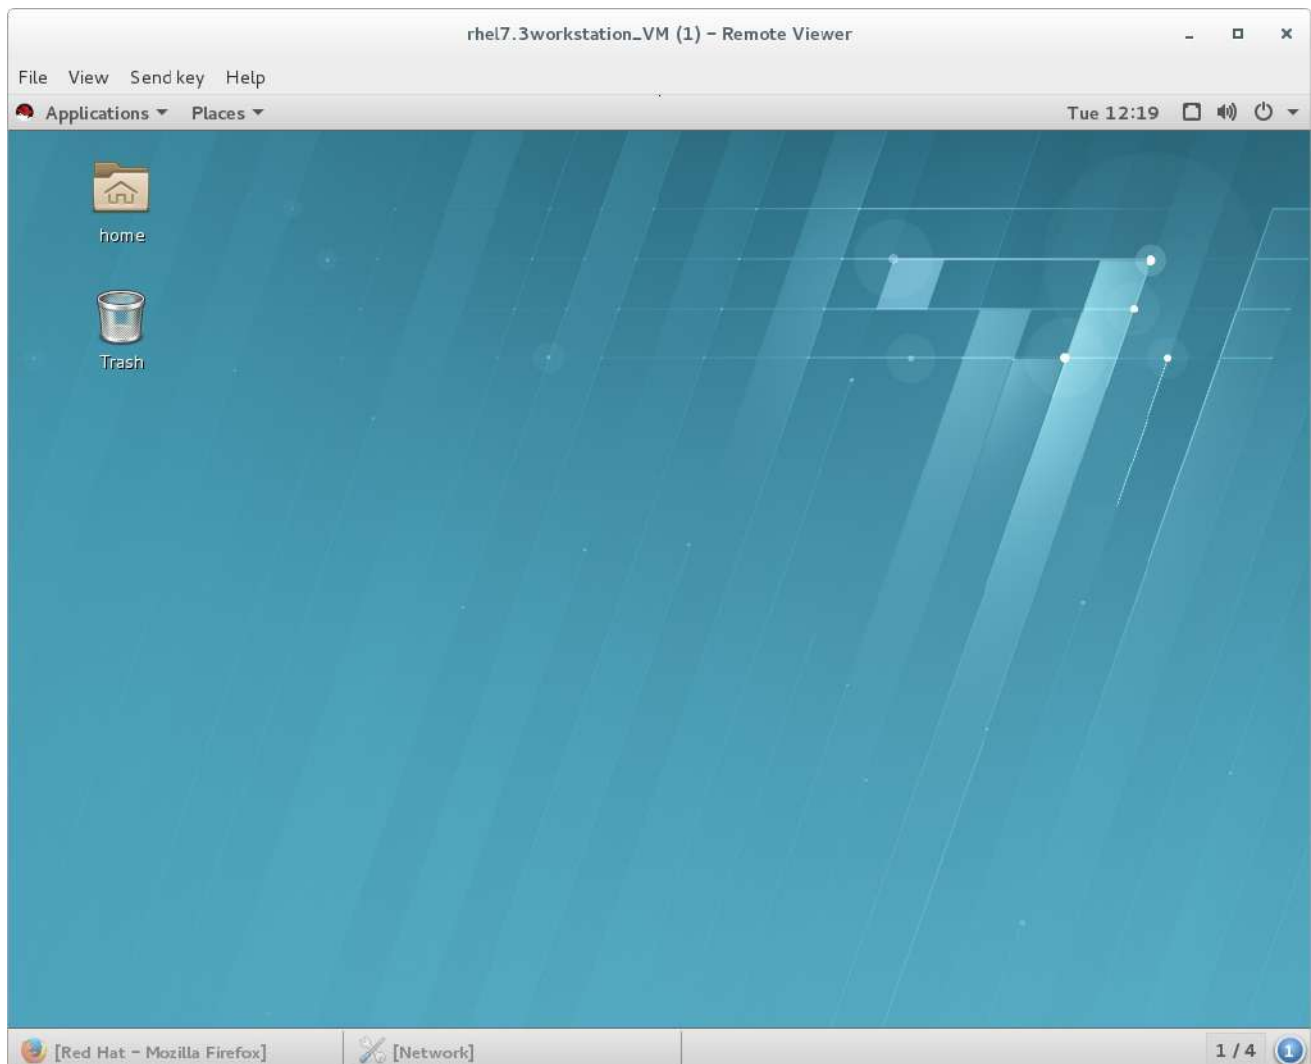 rhel7.3workstation_VM (1) – Remote Viewer
File View Send key Help
Applications Places Tue 12:19
home
Trash
[Red Hat – Mozilla Firefox] [Network] 1 / 4 1